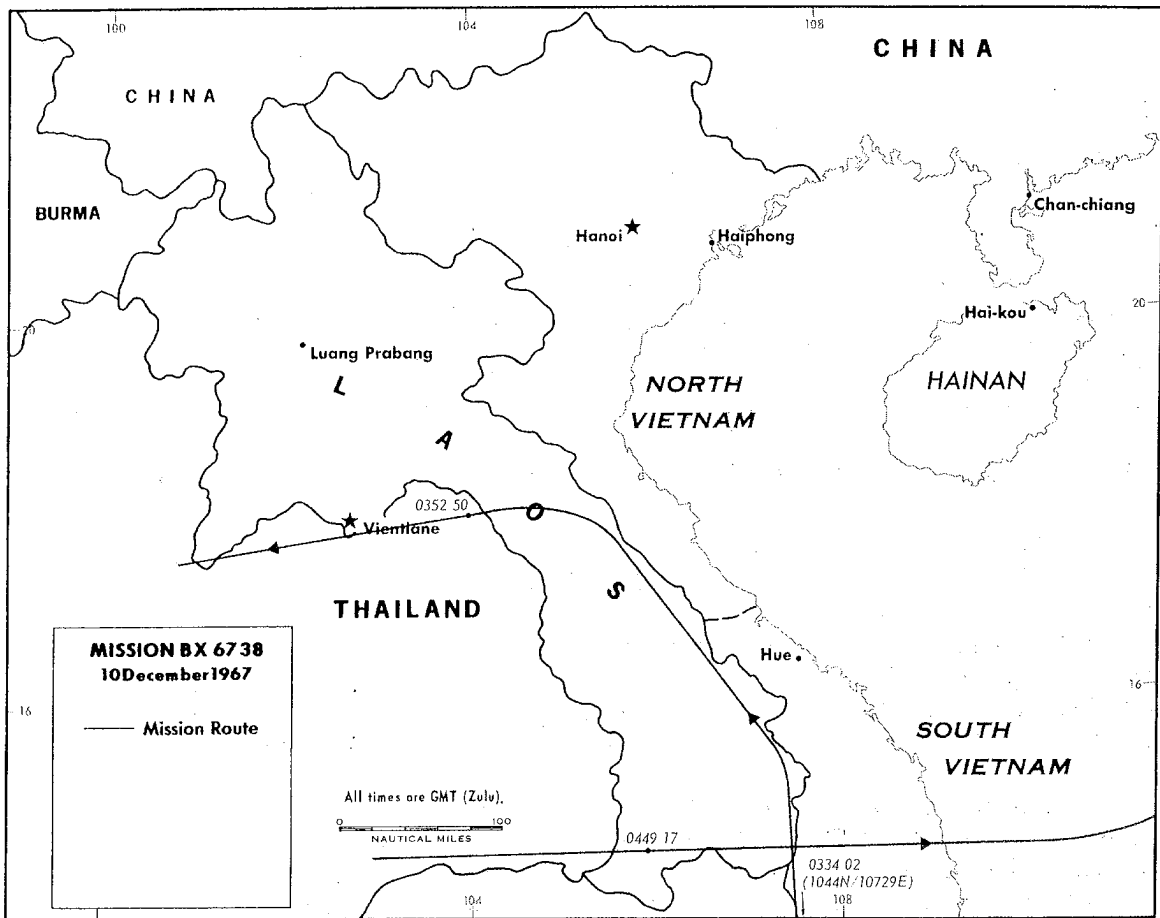 100
104
108
CHINA
CHINA
BURMA
Chan-chiang
Hanoi
Haiphong
20
Hai-kou
20
Luang Prabang
L
NORTH
VIETNAM
HAINAN
A
0352 50
O
Vientiane
S
THAILAND
MISSION BX 6738
10December1967
Mission Route
Hue
16
16
SOUTH
VIETNAM
All times are GMT (Zulu).
0
100
NAUTICAL MILES
0449 17
0334 02
(1044N/10729E)
104
108